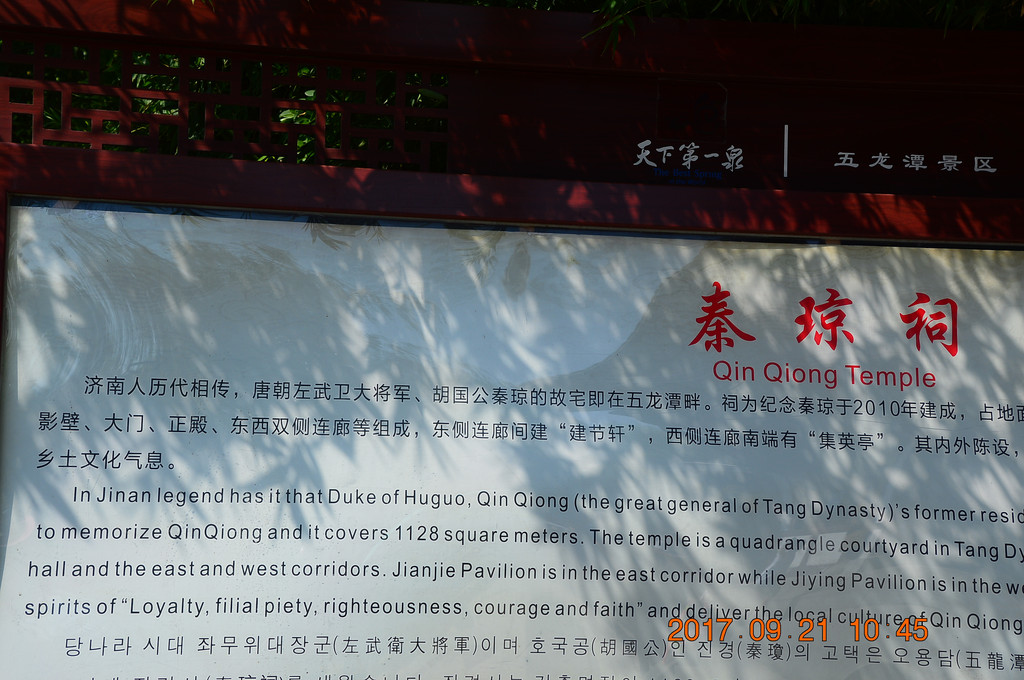 天下第一泉
五龙潭景区
秦琼祠
Qin Qiong Temple
济南人历代相传，唐朝左武卫大将军、胡国公秦琼的故宅即在五龙潭畔。祠为纪念秦琼于2010年建成，占地面
影壁、大门、正殿、东西双侧连廊等组成，东侧连廊间建“建节轩”，西侧连廊南端有“集英亭”。其内外陈设，
乡土文化气息。
In Jinan legend has it that Duke of Huguo, Qin Qiong (the great general of Tang Dynasty)'s former resid
to memorize QinQiong and it covers 1128 square meters. The temple is a quadrangle courtyard in Tang Dy
hall and the east and west corridors. Jianjie Pavilion is in the east corridor while Jiying Pavilion is in the we
spirits of “Loyalty, filial piety, righteousness, courage and faith” and deliver the local culture of Qin Qiong
당나라 시대 좌무위대장군(左武衛大將軍)이며 호국공(胡國公)인 진경(秦瓊)의 고택은 오용담(五龍潭
2017.09.21 10:45